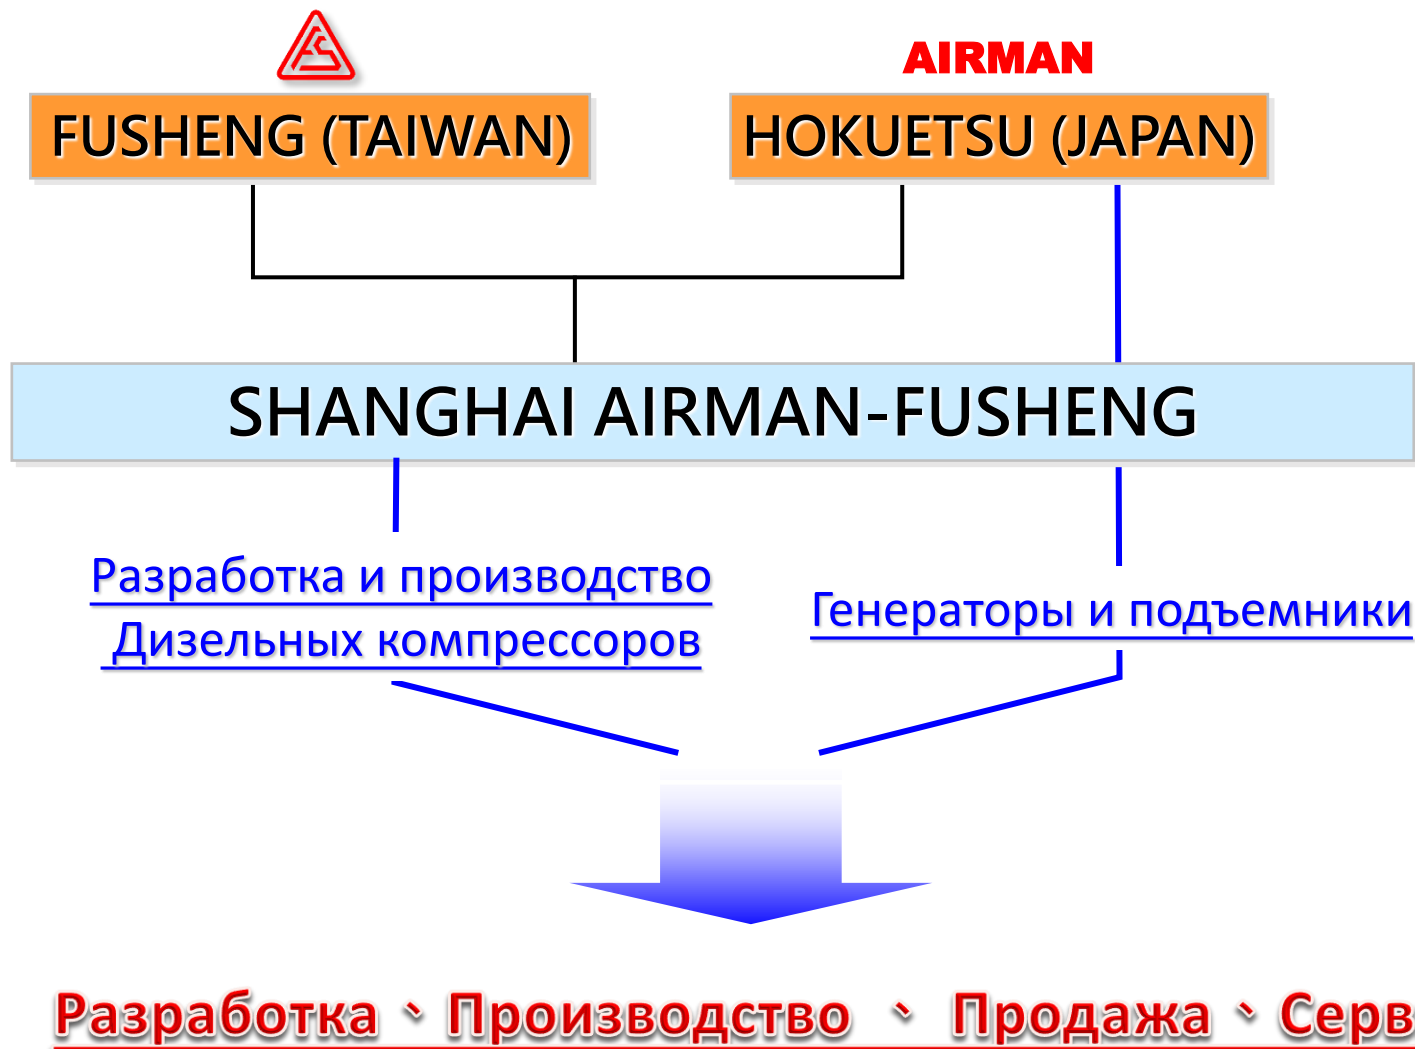 AIRMAN
FUSHENG (TAIWAN)
HOKUETSU (JAPAN)
SHANGHAI AIRMAN-FUSHENG
Разработка и производство
Дизельных компрессоров
Генераторы и подъемники
Разработка、Производство 、 Продажа、Серв